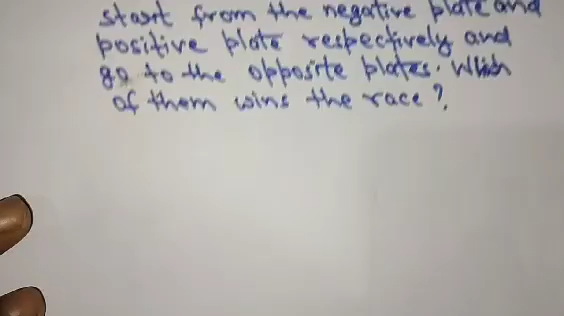 start from the negative plate and
positive plate respectively and
go to the opposite plates. Which
of them wins the race?